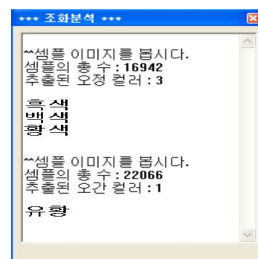 *** 조화분석 ***
~셈플 이미지를 봅시다.
셈플의 총 수 : 16942
추출된 오정 컬러 : 3
흑색
백색
황색
~셈플 이미지를 봅시다.
셈플의 총 수 : 22066
추출된 오간 컬러 : 1
유황